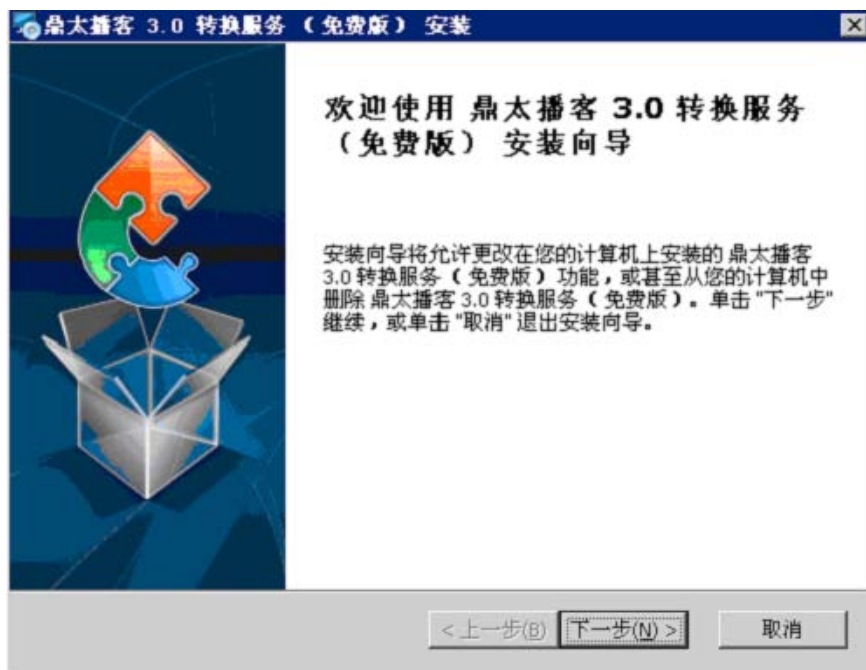 鼎太播客 3.0 转换服务 (免费版) 安装
欢迎使用 鼎太播客 3.0 转换服务
(免费版) 安装向导
安装向导将允许更改在您的计算机上安装的 鼎太播客
3.0 转换服务 (免费版) 功能，或甚至从您的计算机中
删除 鼎太播客 3.0 转换服务 (免费版)。单击 "下一步"
继续，或单击 "取消" 退出安装向导。
< 上一步(B) 下一步(N) > 取消